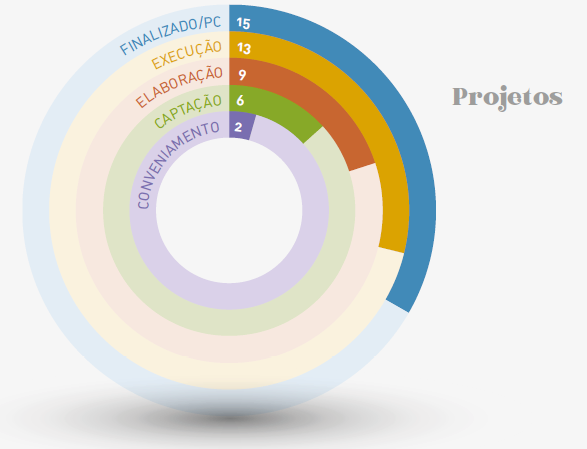 FINALIZADO/PC 15
EXECUÇÃO 13
ELABORAÇÃO 9
CAPTAÇÃO 6
CONVENIAMENTO 2
Projetos